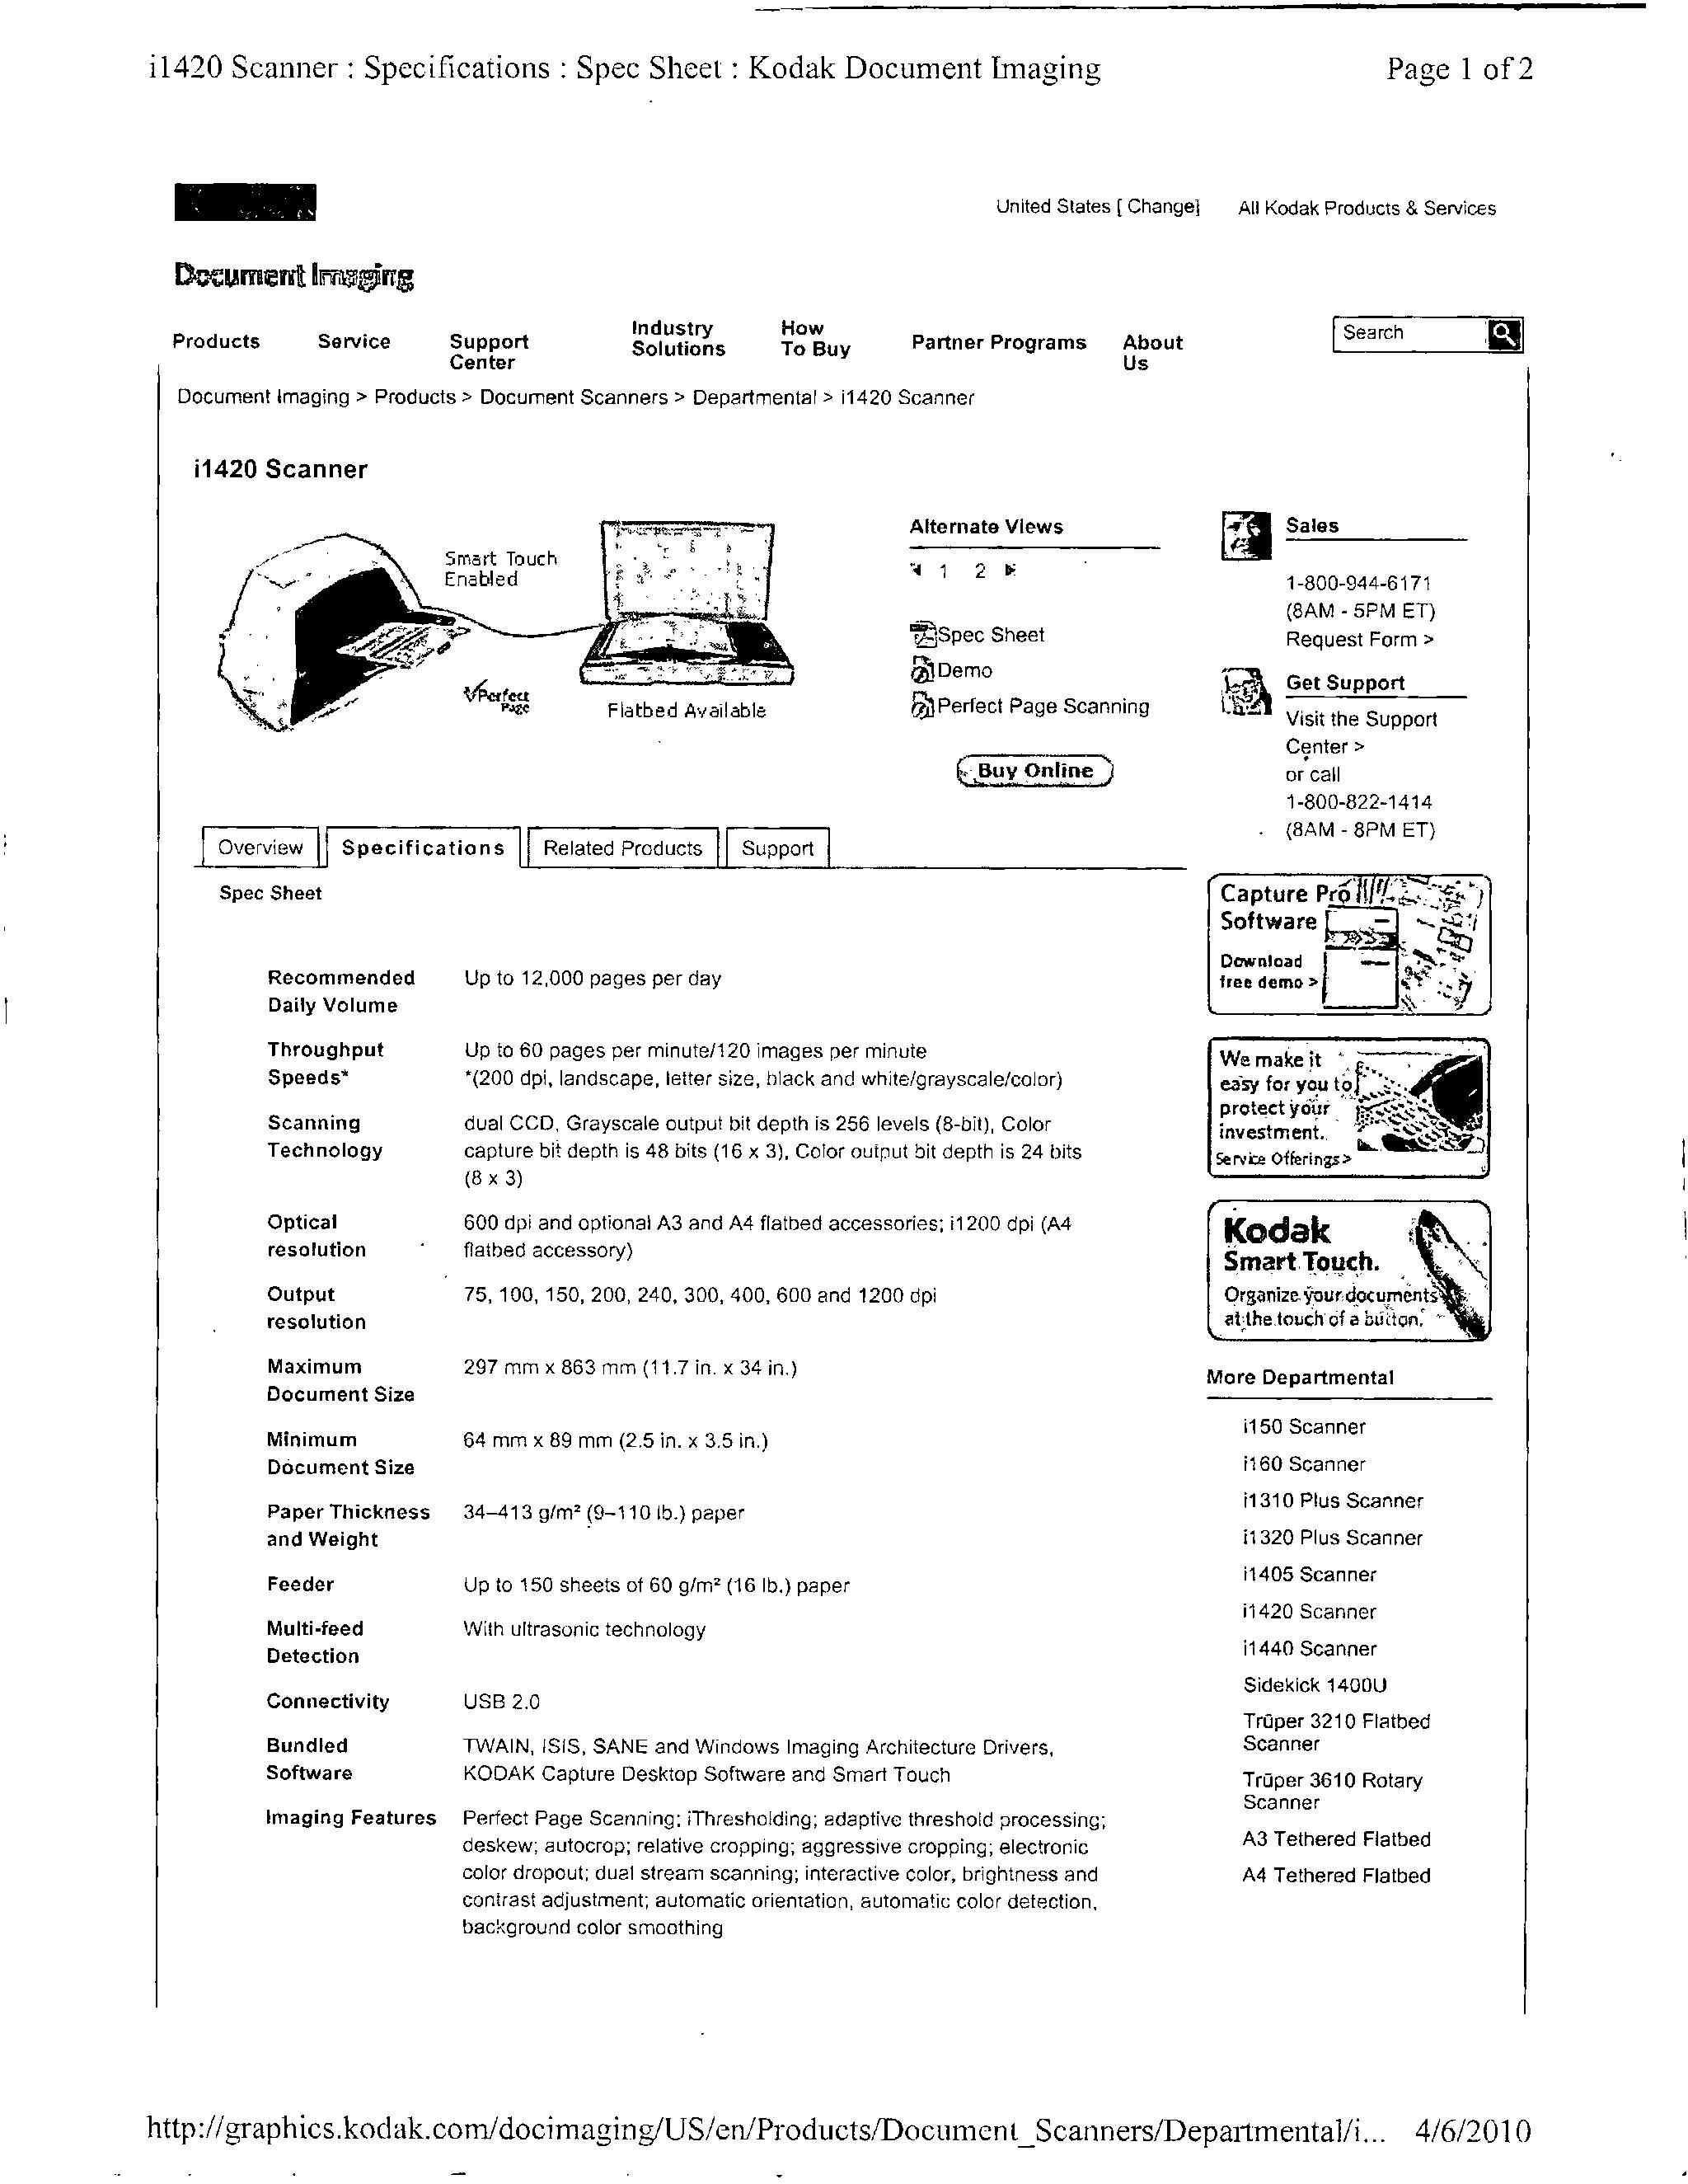 i1420 Scanner : Specifications : Spec Sheet : Kodak Document Imaging Page 1 of 2
United States [ Change] All Kodak Products & Services
Document Imaging
Products Service Support Center Industry Solutions How To Buy Partner Programs About Us Search
Document Imaging > Products > Document Scanners > Departmental > i1420 Scanner
i1420 Scanner
Smart Touch
Enabled
Perfect
Page
Flatbed Available
Alternate Views
1 2
Spec Sheet
Demo
Perfect Page Scanning
Buy Online
Sales
1-800-944-6171
(8AM - 5PM ET)
Request Form >
Get Support
Visit the Support
Center >
or call
1-800-822-1414
(8AM - 8PM ET)
Overview Specifications Related Products Support
Spec Sheet
Recommended Daily Volume Up to 12,000 pages per day
Throughput Speeds* Up to 60 pages per minute/120 images per minute
*(200 dpi, landscape, letter size, black and white/grayscale/color)
Scanning Technology dual CCD, Grayscale output bit depth is 256 levels (8-bit), Color
capture bit depth is 48 bits (16 x 3), Color output bit depth is 24 bits
(8 x 3)
Optical resolution 600 dpi and optional A3 and A4 flatbed accessories; i1200 dpi (A4
flatbed accessory)
Output resolution 75, 100, 150, 200, 240, 300, 400, 600 and 1200 dpi
Maximum Document Size 297 mm x 863 mm (11.7 in. x 34 in.)
Minimum Document Size 64 mm x 89 mm (2.5 in. x 3.5 in.)
Paper Thickness and Weight 34–413 g/m² (9–110 lb.) paper
Feeder Up to 150 sheets of 60 g/m² (16 lb.) paper
Multi-feed Detection With ultrasonic technology
Connectivity USB 2.0
Bundled Software TWAIN, ISIS, SANE and Windows Imaging Architecture Drivers,
KODAK Capture Desktop Software and Smart Touch
Imaging Features Perfect Page Scanning; iThresholding; adaptive threshold processing;
deskew; autocrop; relative cropping; aggressive cropping; electronic
color dropout; dual stream scanning; interactive color, brightness and
contrast adjustment; automatic orientation, automatic color detection,
background color smoothing
Capture Pro
Software
Download
free demo >
We make it
easy for you to
protect your
investment.
Service Offerings >
Kodak
Smart Touch.
Organize your documents
at the touch of a button.
More Departmental
i150 Scanner
i160 Scanner
i1310 Plus Scanner
i1320 Plus Scanner
i1405 Scanner
i1420 Scanner
i1440 Scanner
Sidekick 1400U
Trūper 3210 Flatbed
Scanner
Trūper 3610 Rotary
Scanner
A3 Tethered Flatbed
A4 Tethered Flatbed
http://graphics.kodak.com/docimaging/US/en/Products/Document_Scanners/Departmental/i... 4/6/2010